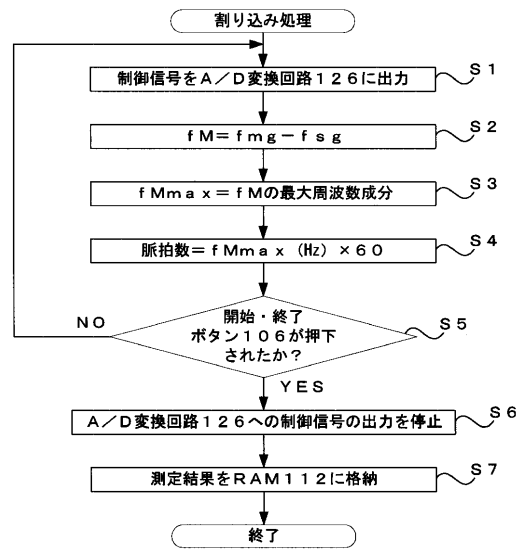 割り込み処理
制御信号をA/D変換回路126に出力
S1
fM=fmg-fsg
S2
fMmax=fMの最大周波数成分
S3
脈拍数=fMmax(Hz)×60
S4
開始・終了
ボタン106が押下
されたか?
S5
NO
YES
A/D変換回路126への制御信号の出力を停止
S6
測定結果をRAM112に格納
S7
終了